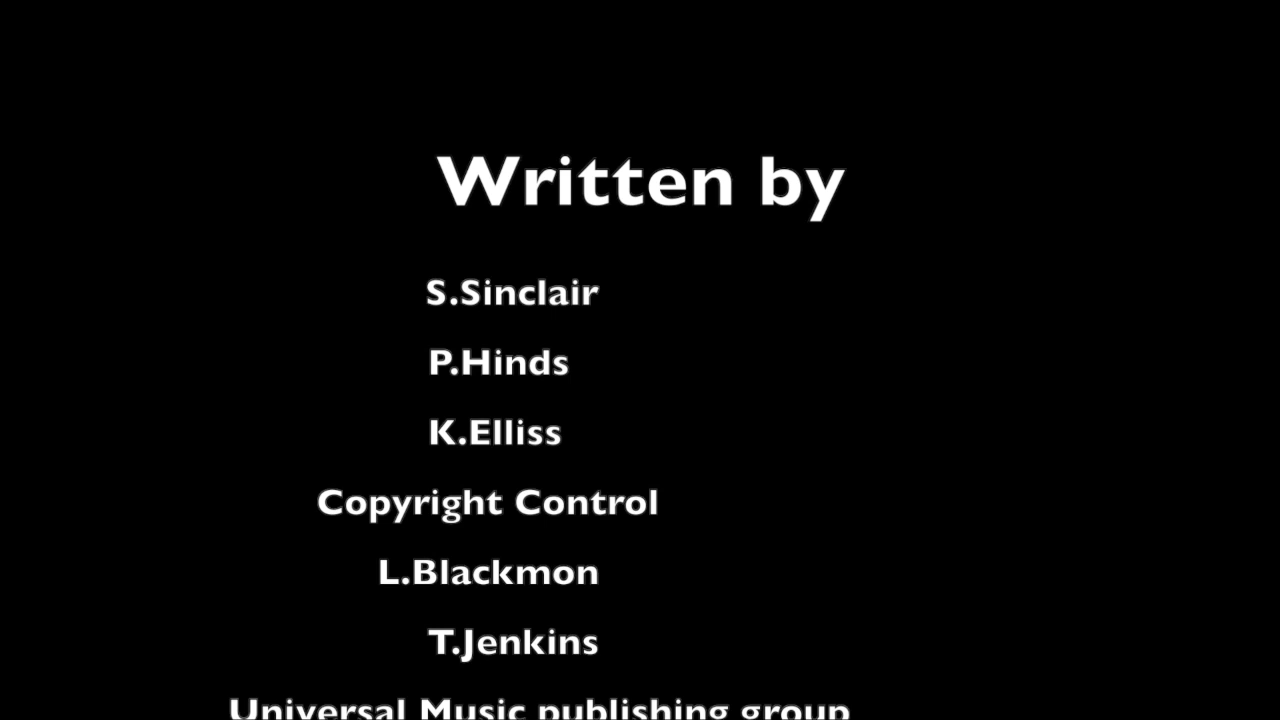 Written by
S.Sinclair
P.Hinds
K.Elliss
Copyright Control
L.Blackmon
T.Jenkins
Universal Music publishing group